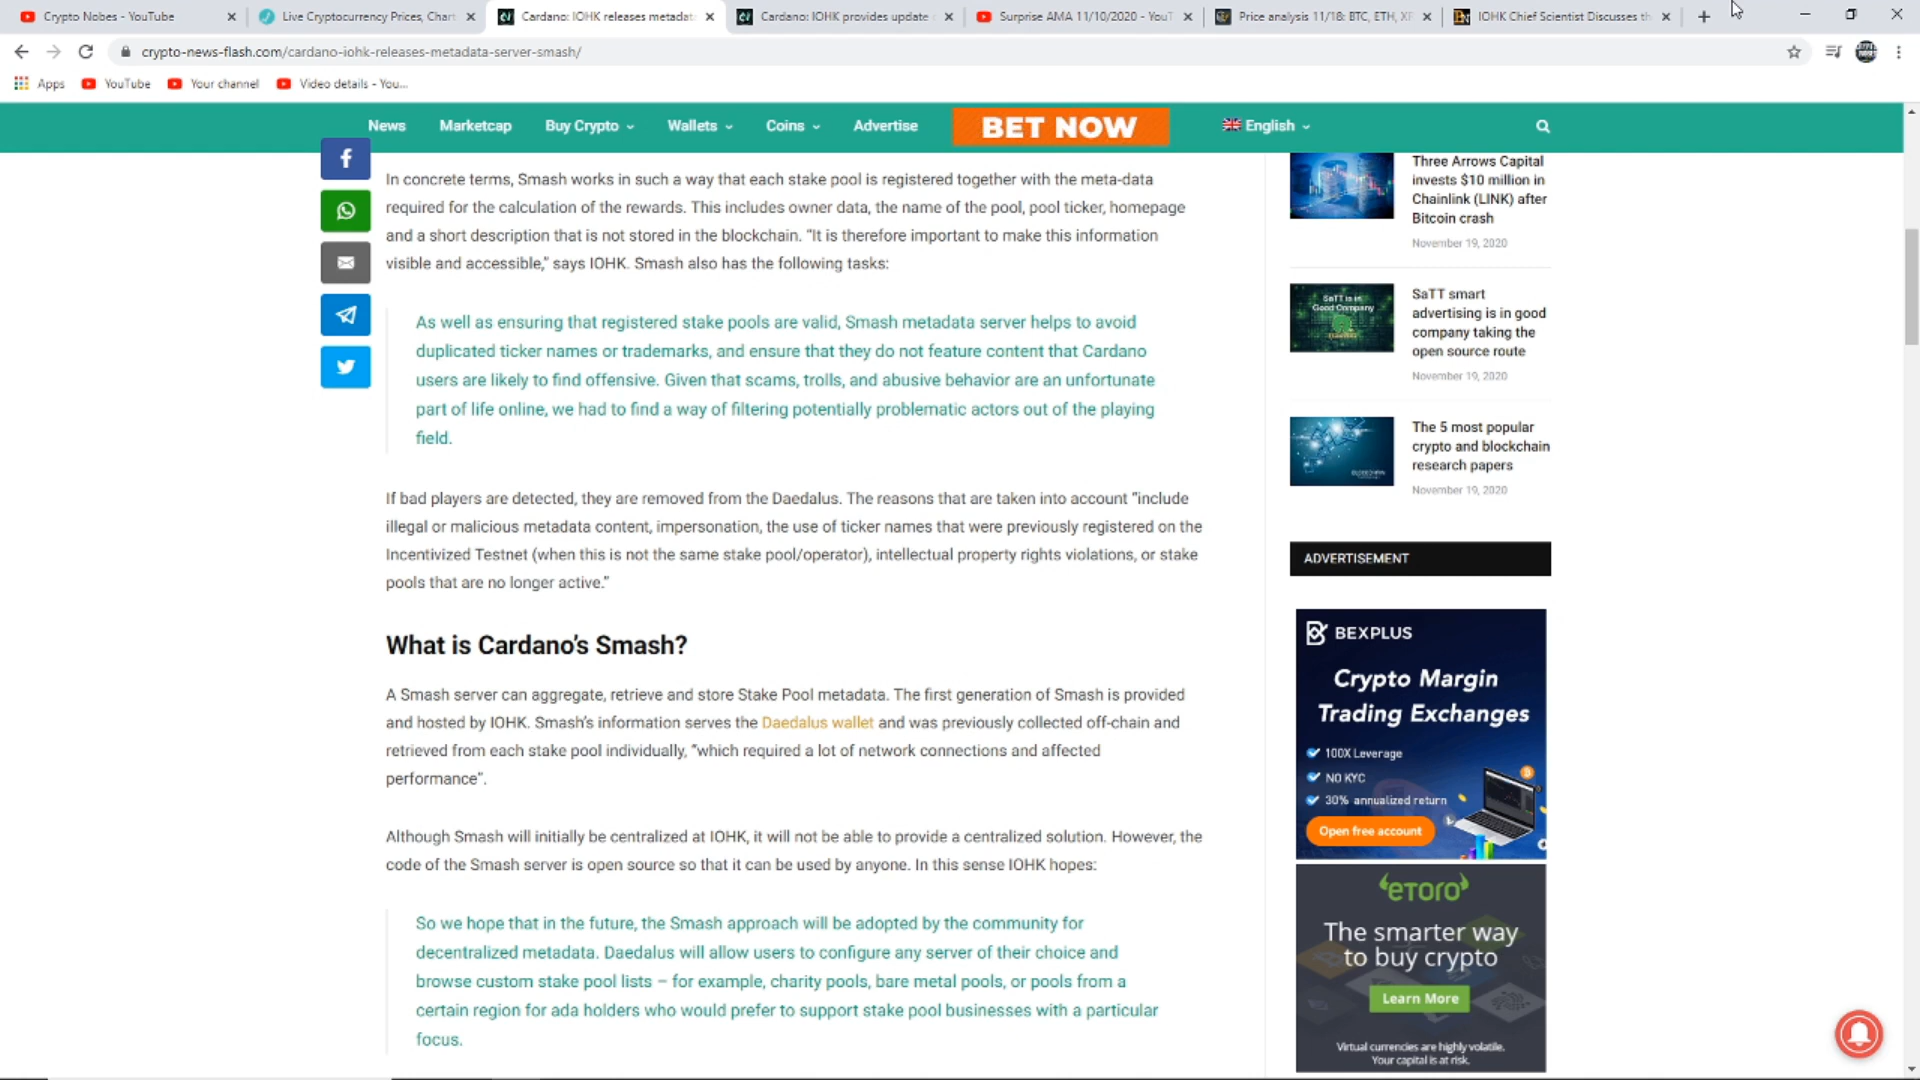 Crypto Nobes - YouTube
Live Cryptocurrency Prices, Chart
Cardano: IOHK releases metadat
Cardano: IOHK provides update o
Surprise AMA 11/10/2020 - YouT
Price analysis 11/18: BTC, ETH, XR
IOHK Chief Scientist Discusses th
crypto-news-flash.com/cardano-iohk-releases-metadata-server-smash/
Apps
YouTube
Your channel
Video details - You...
News
Marketcap
Buy Crypto
Wallets
Coins
Advertise
BET NOW
English
In concrete terms, Smash works in such a way that each stake pool is registered together with the meta-data
required for the calculation of the rewards. This includes owner data, the name of the pool, pool ticker, homepage
and a short description that is not stored in the blockchain. “It is therefore important to make this information
visible and accessible,” says IOHK. Smash also has the following tasks:
As well as ensuring that registered stake pools are valid, Smash metadata server helps to avoid
duplicated ticker names or trademarks, and ensure that they do not feature content that Cardano
users are likely to find offensive. Given that scams, trolls, and abusive behavior are an unfortunate
part of life online, we had to find a way of filtering potentially problematic actors out of the playing
field.
If bad players are detected, they are removed from the Daedalus. The reasons that are taken into account “include
illegal or malicious metadata content, impersonation, the use of ticker names that were previously registered on the
Incentivized Testnet (when this is not the same stake pool/operator), intellectual property rights violations, or stake
pools that are no longer active.”
What is Cardano’s Smash?
A Smash server can aggregate, retrieve and store Stake Pool metadata. The first generation of Smash is provided
and hosted by IOHK. Smash’s information serves the Daedalus wallet and was previously collected off-chain and
retrieved from each stake pool individually, “which required a lot of network connections and affected
performance”.
Although Smash will initially be centralized at IOHK, it will not be able to provide a centralized solution. However, the
code of the Smash server is open source so that it can be used by anyone. In this sense IOHK hopes:
So we hope that in the future, the Smash approach will be adopted by the community for
decentralized metadata. Daedalus will allow users to configure any server of their choice and
browse custom stake pool lists – for example, charity pools, bare metal pools, or pools from a
certain region for ada holders who would prefer to support stake pool businesses with a particular
focus.
Three Arrows Capital
invests $10 million in
Chainlink (LINK) after
Bitcoin crash
November 19, 2020
SaTT is in
Good Company
SaTT smart
advertising is in good
company taking the
open source route
November 19, 2020
The 5 most popular
crypto and blockchain
research papers
November 19, 2020
ADVERTISEMENT
BEXPLUS
Crypto Margin
Trading Exchanges
100X Leverage
NO KYC
30% annualized return
Open free account
eToro
The smarter way
to buy crypto
Learn More
Virtual currencies are highly volatile.
Your capital is at risk.